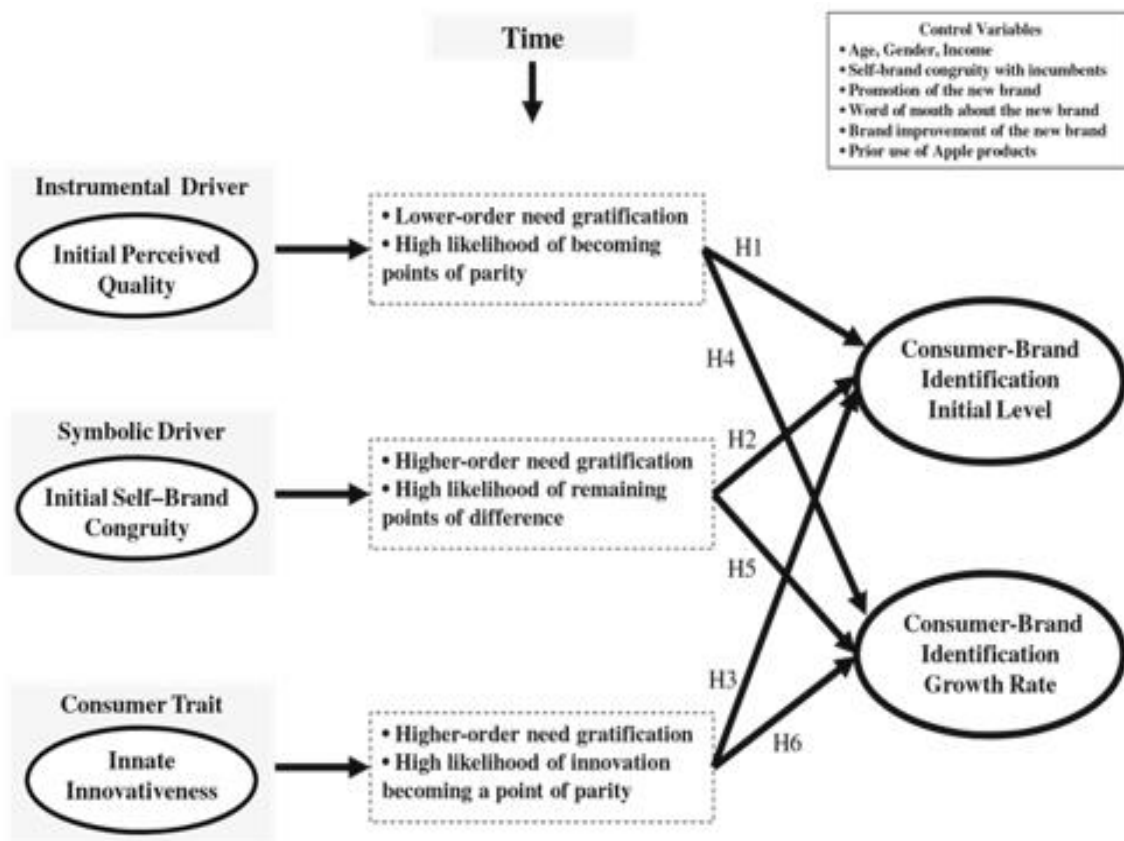 Time
Control Variables
• Age, Gender, Income
• Self-brand congruity with incumbents
• Promotion of the new brand
• Word of mouth about the new brand
• Brand improvement of the new brand
• Prior use of Apple products
Instrumental Driver
Initial Perceived
Quality
• Lower-order need gratification
• High likelihood of becoming
points of parity
H1
H4
Consumer-Brand
Identification
Initial Level
Symbolic Driver
Initial Self–Brand
Congruity
• Higher-order need gratification
• High likelihood of remaining
points of difference
H2
H5
Consumer-Brand
Identification
Growth Rate
Consumer Trait
Innate
Innovativeness
• Higher-order need gratification
• High likelihood of innovation
becoming a point of parity
H3
H6